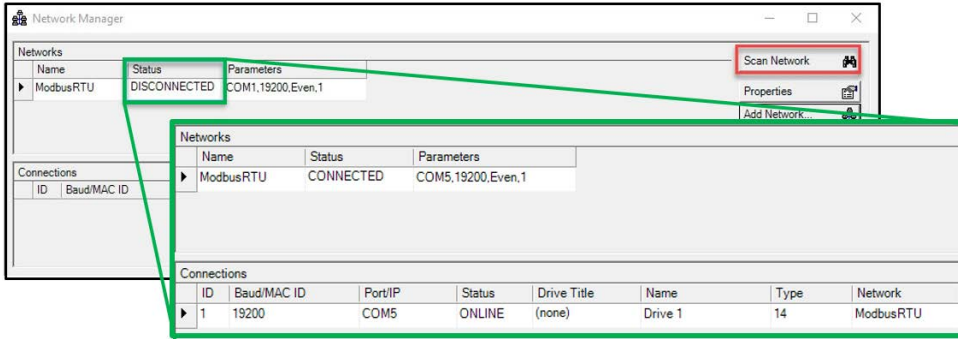 Network Manager
Networks
Name Status Parameters
ModbusRTU DISCONNECTED COM1,19200,Even,1
Scan Network
Properties
Add Network...
Connections
ID Baud/MAC ID
Networks
Name Status Parameters
ModbusRTU CONNECTED COM5,19200,Even,1
Connections
ID Baud/MAC ID Port/IP Status Drive Title Name Type Network
1 19200 COM5 ONLINE (none) Drive 1 14 ModbusRTU